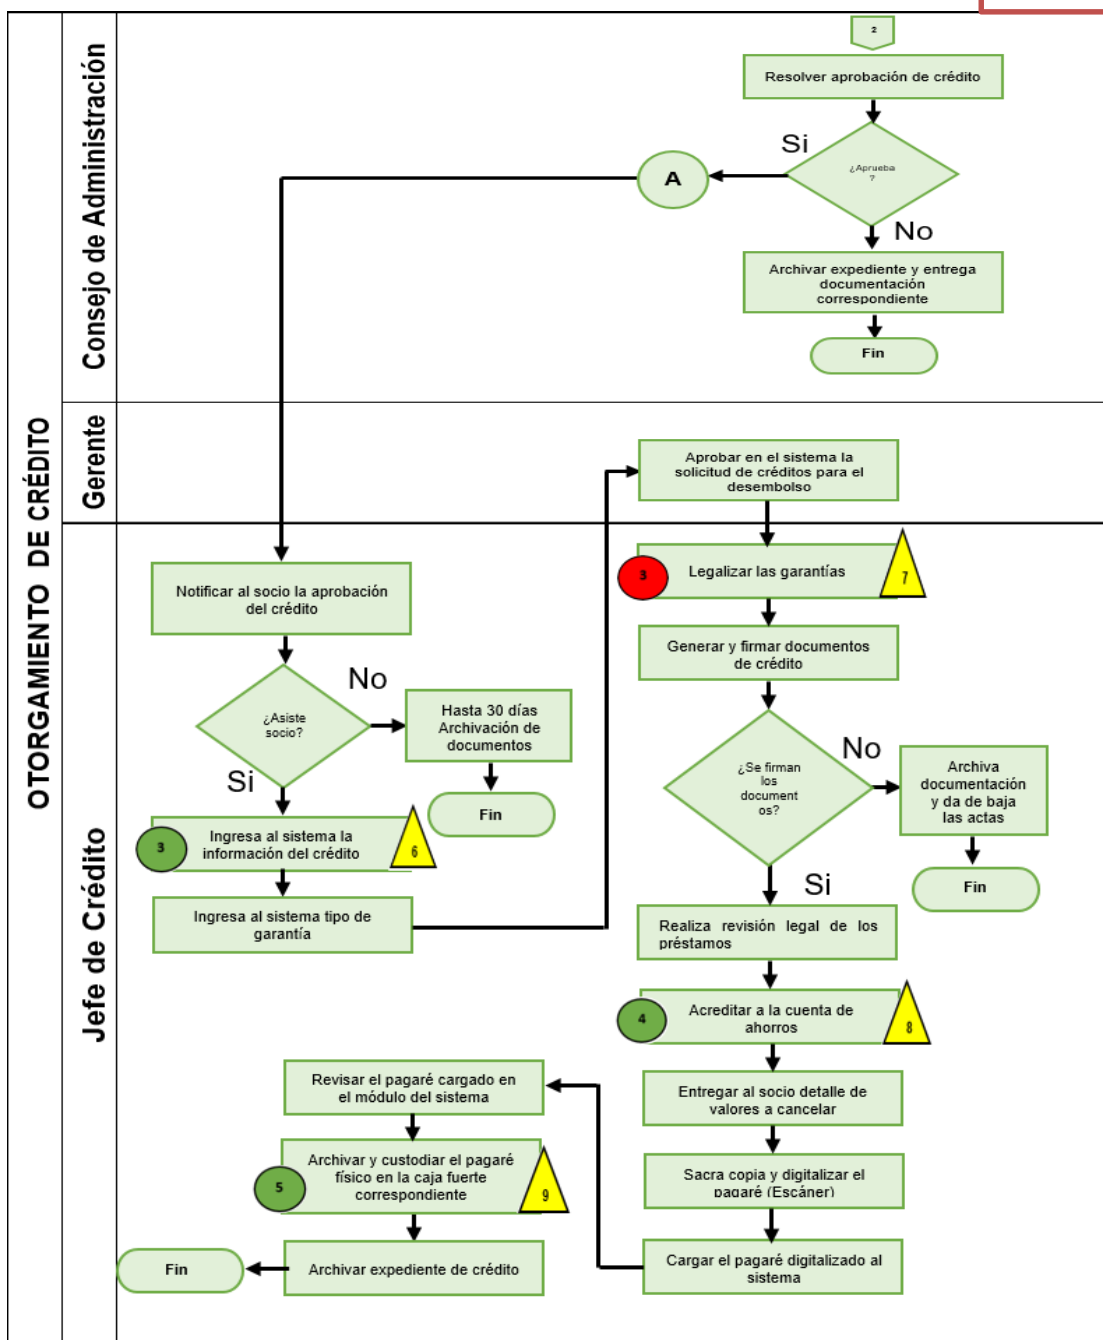 OTORGAMIENTO DE CRÉDITO
Consejo de Administración
2
Resolver aprobación de crédito
Si
¿Aprueba
?
A
No
Archivar expediente y entrega
documentación
correspondiente
Fin
Gerente
Aprobar en el sistema la
solicitud de créditos para el
desembolso
Jefe de Crédito
Notificar al socio la aprobación
del crédito
¿Asiste
socio?
No
Hasta 30 días
Archivación de
documentos
Fin
Si
3
Ingresa al sistema la
información del crédito
6
Ingresa al sistema tipo de
garantía
3
Legalizar las garantías
7
Generar y firmar documentos
de crédito
¿Se firman
los
document
os?
No
Archiva
documentación
y da de baja
las actas
Fin
Si
Realiza revisión legal de los
préstamos
4
Acreditar a la cuenta de
ahorros
8
Entregar al socio detalle de
valores a cancelar
Sacra copia y digitalizar el
pagaré (Escáner)
Cargar el pagaré digitalizado al
sistema
Revisar el pagaré cargado en
el módulo del sistema
5
Archivar y custodiar el pagaré
físico en la caja fuerte
correspondiente
9
Archivar expediente de crédito
Fin